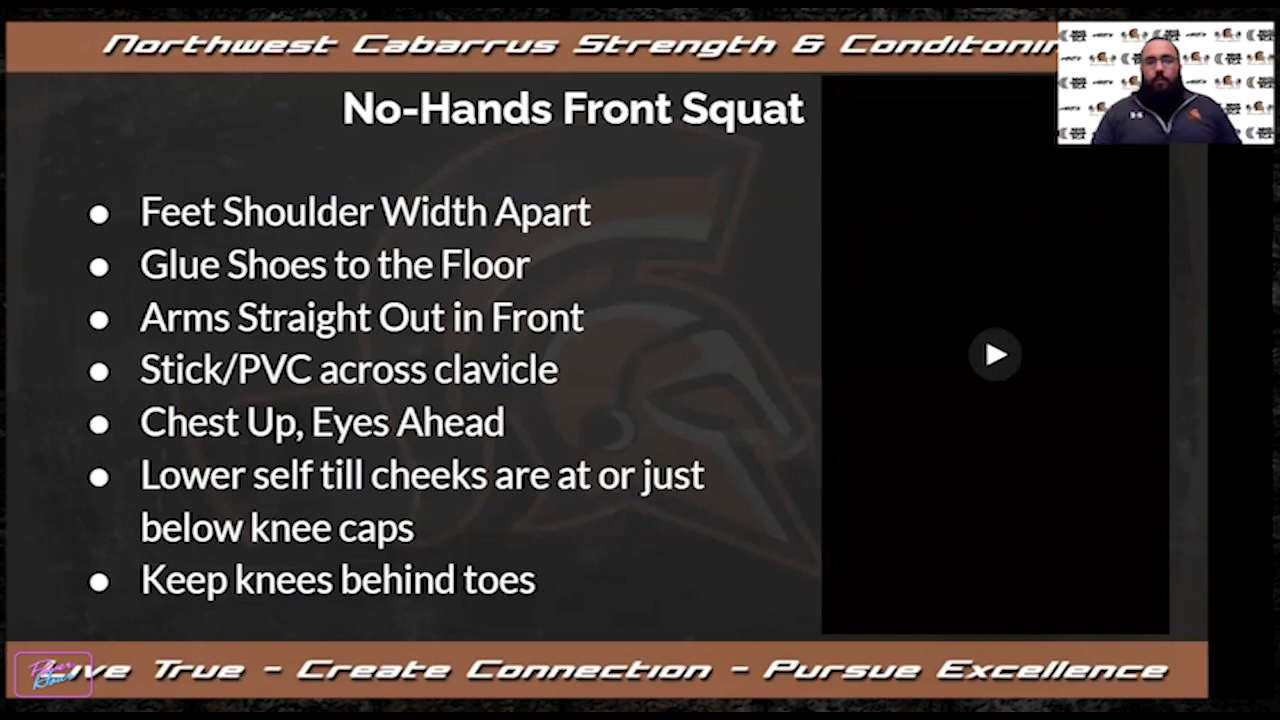 Northwest Cabarrus Strength & Conditonin
No-Hands Front Squat
● Feet Shoulder Width Apart
● Glue Shoes to the Floor
● Arms Straight Out in Front
● Stick/PVC across clavicle
● Chest Up, Eyes Ahead
● Lower self till cheeks are at or just
below knee caps
● Keep knees behind toes
True - Create Connection - Pursue Excellence